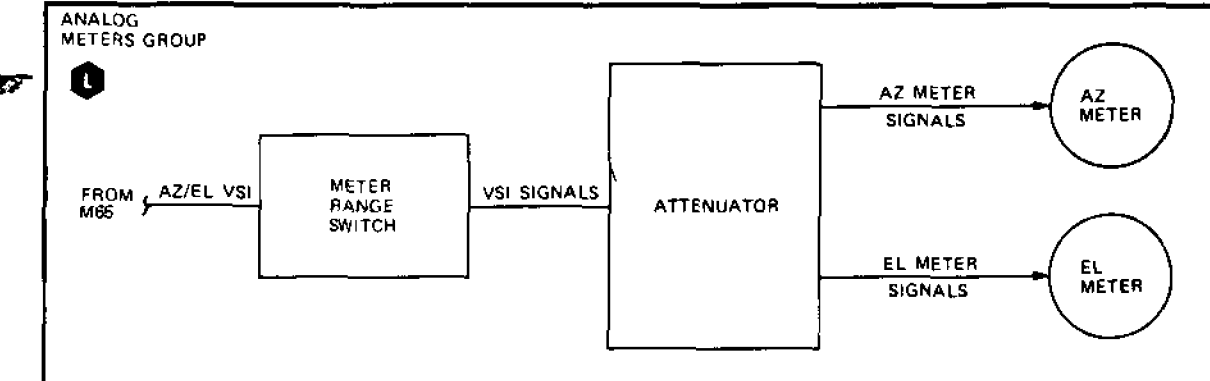 ANALOG
METERS GROUP
L
FROM
M65
AZ/EL VSI
METER
RANGE
SWITCH
VSI SIGNALS
ATTENUATOR
AZ METER
SIGNALS
AZ
METER
EL METER
SIGNALS
EL
METER